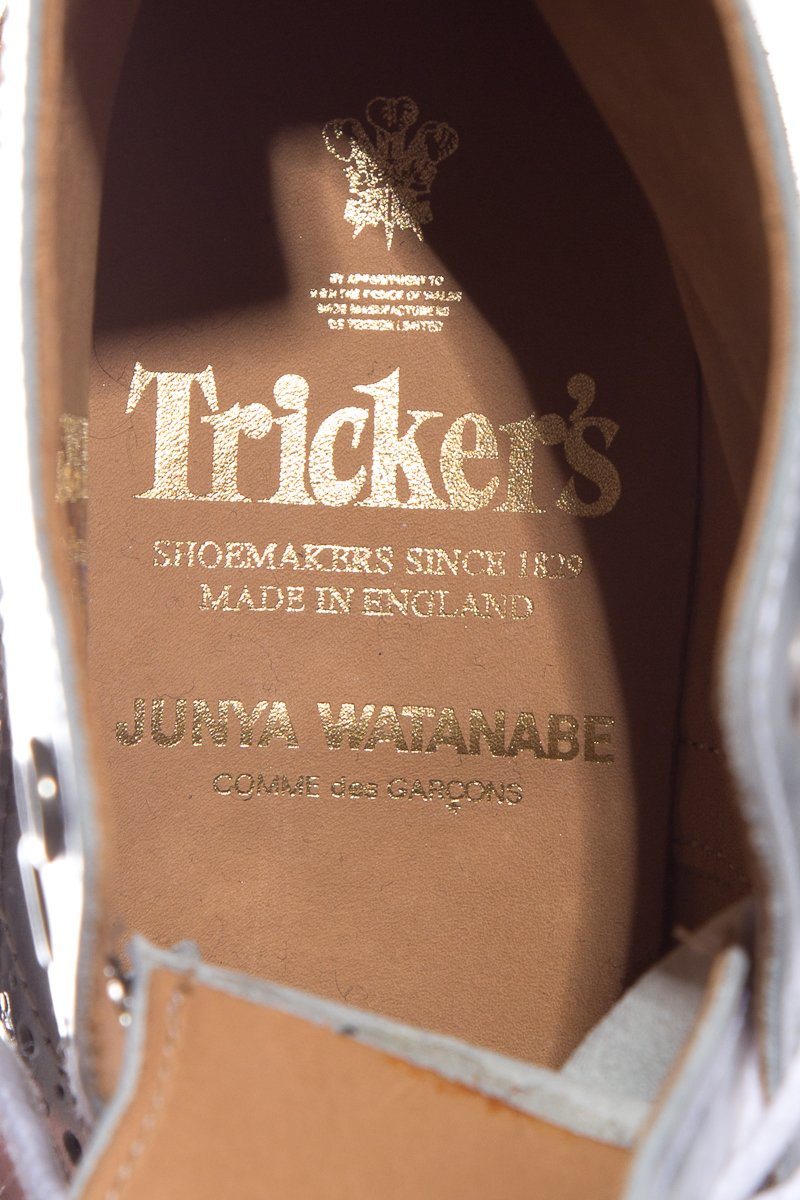 BY APPOINTMENT TO
H.R.H THE PRINCE OF WALES
SHOE MANUFACTURERS
R.E. TRICKER LIMITED
Tricker's
SHOEMAKERS SINCE 1829
MADE IN ENGLAND
JUNYA WATANABE
COMME des GARÇONS